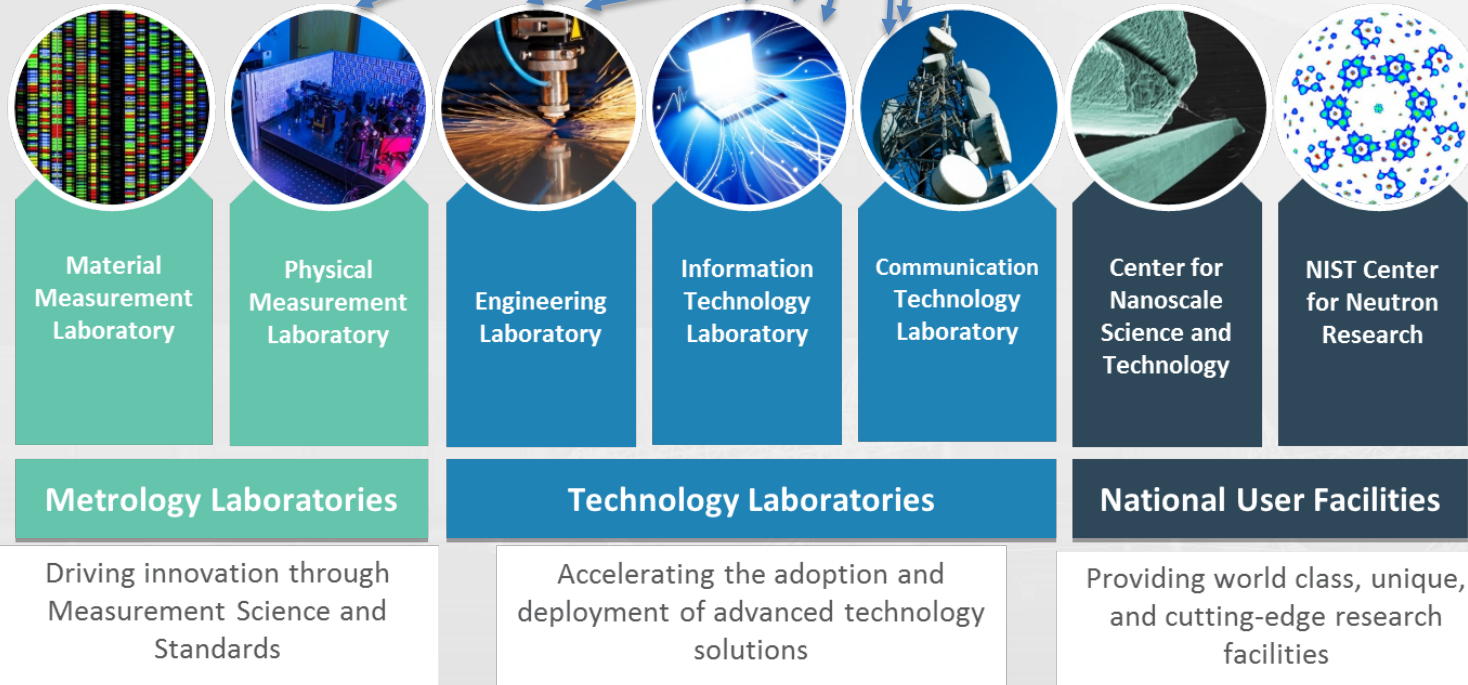 Material
Measurement
Laboratory
Physical
Measurement
Laboratory
Engineering
Laboratory
Information
Technology
Laboratory
Communication
Technology
Laboratory
Center for
Nanoscale
Science and
Technology
NIST Center
for Neutron
Research
Metrology Laboratories
Technology Laboratories
National User Facilities
Driving innovation through
Measurement Science and
Standards
Accelerating the adoption and
deployment of advanced technology
solutions
Providing world class, unique,
and cutting-edge research
facilities